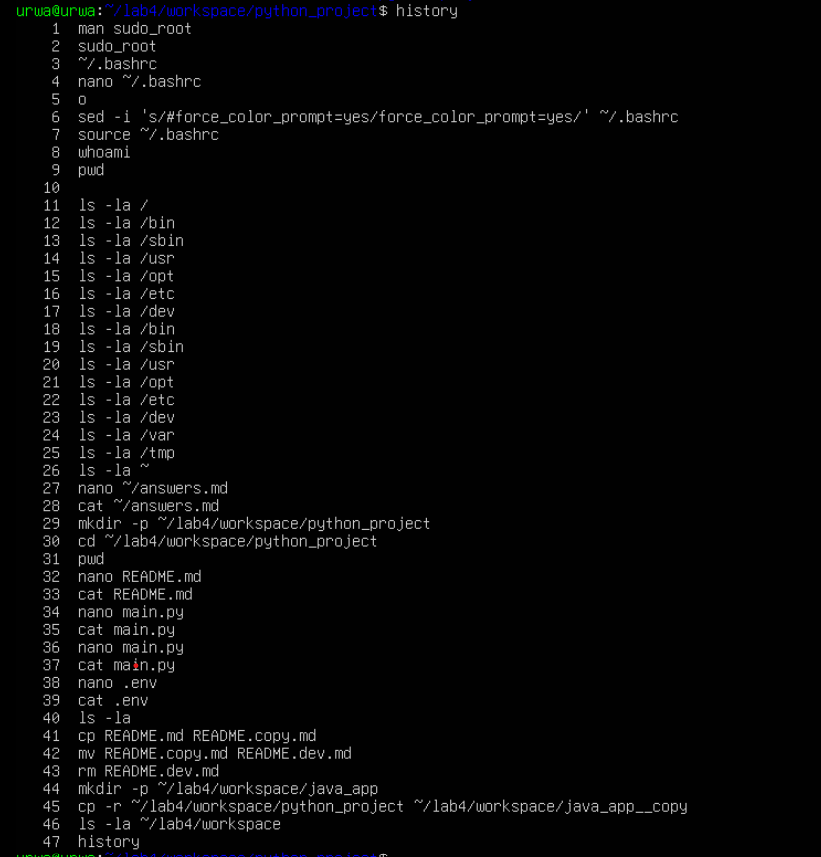 urwa@urwa:~/lab4/workspace/python_project$ history
1 man sudo_root
2 sudo_root
3 ~/.bashrc
4 nano ~/.bashrc
5 o
6 sed -i 's/#force_color_prompt=yes/force_color_prompt=yes/' ~/.bashrc
7 source ~/.bashrc
8 whoami
9 pwd
10
11 ls -la /
12 ls -la /bin
13 ls -la /sbin
14 ls -la /usr
15 ls -la /opt
16 ls -la /etc
17 ls -la /dev
18 ls -la /bin
19 ls -la /sbin
20 ls -la /usr
21 ls -la /opt
22 ls -la /etc
23 ls -la /dev
24 ls -la /var
25 ls -la /tmp
26 ls -la ~
27 nano ~/answers.md
28 cat ~/answers.md
29 mkdir -p ~/lab4/workspace/python_project
30 cd ~/lab4/workspace/python_project
31 pwd
32 nano README.md
33 cat README.md
34 nano main.py
35 cat main.py
36 nano main.py
37 cat main.py
38 nano .env
39 cat .env
40 ls -la
41 cp README.md README.copy.md
42 mv README.copy.md README.dev.md
43 rm README.dev.md
44 mkdir -p ~/lab4/workspace/java_app
45 cp -r ~/lab4/workspace/python_project ~/lab4/workspace/java_app__copy
46 ls -la ~/lab4/workspace
47 history
urwa@urwa:~/lab4/workspace/python_project$